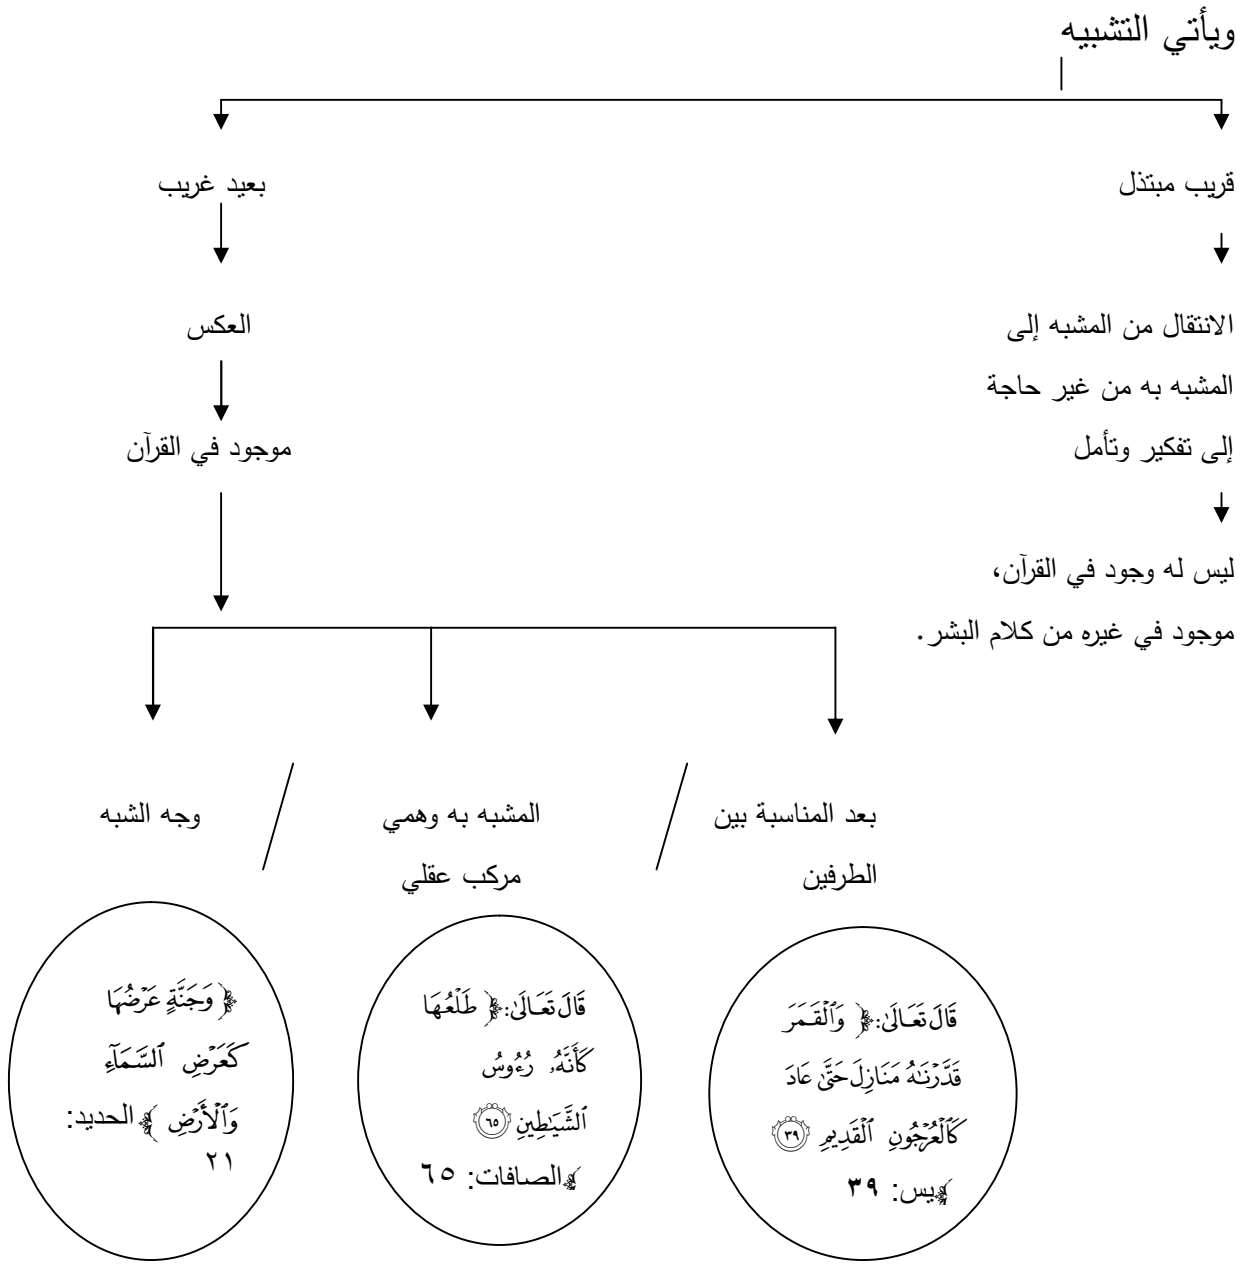 ويأتي التشبيه
قريب مبتذل
بعيد غريب
الانتقال من المشبه إلى
المشبه به من غير حاجة
إلى تفكير وتأمل
العكس
موجود في القرآن
ليس له وجود في القرآن،
موجود في غيره من كلام البشر.
بعد المناسبة بين
الطرفين
/
المشبه به وهمي
مركب عقلي
/
وجه الشبه
قَالَ تَعَالَىٰ: ﴿ وَٱلْقَمَرَ
قَدَّرْنَٰهُ مَنَازِلَ حَتَّىٰ عَادَ
كَٱلْعُرْجُونِ ٱلْقَدِيمِ ٣٩
﴾ يس: ٣٩
قَالَ تَعَالَىٰ: ﴿ طَلْعُهَا
كَأَنَّهُۥ رُءُوسُ
ٱلشَّيَٰطِينِ ٦٥
﴾ الصافات: ٦٥
﴿ وَجَنَّةٍ عَرْضُهَا
كَعَرْضِ ٱلسَّمَآءِ
وَٱلْأَرْضِ ﴾ الحديد:
٢١